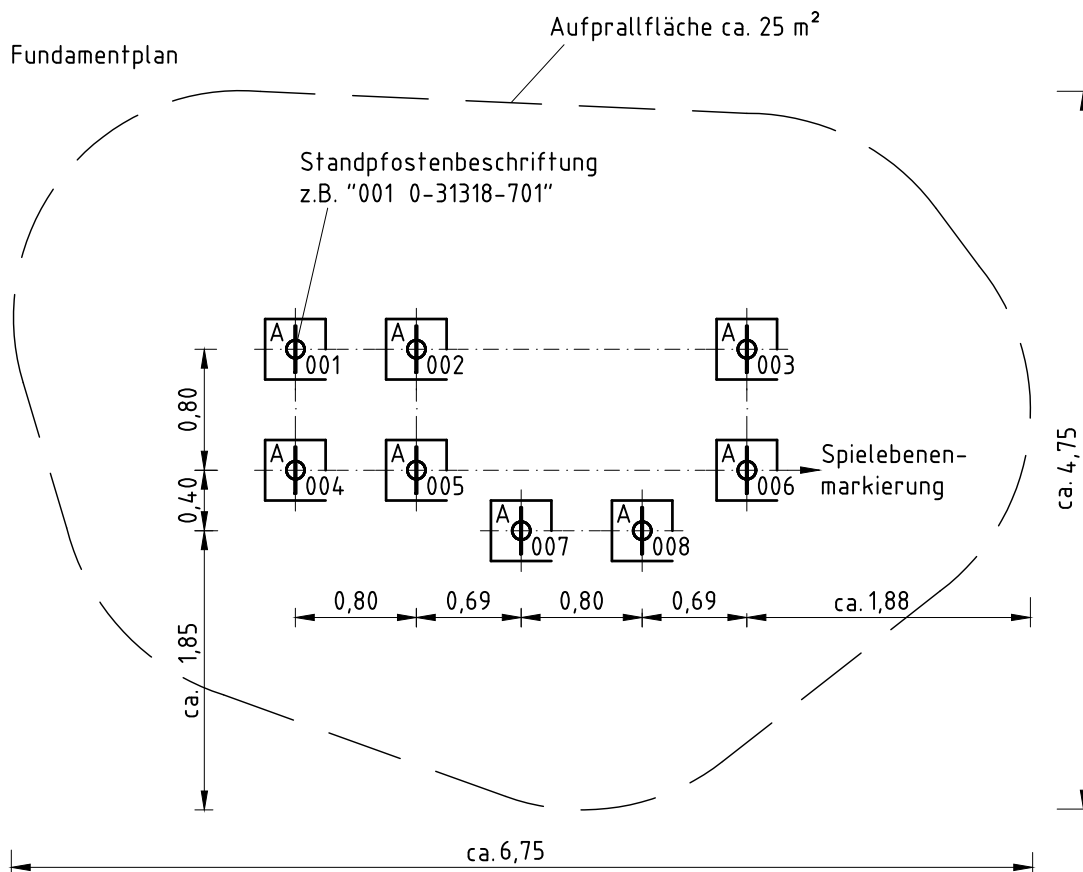 Aufprallfläche ca. 25 m²
Fundamentplan
Standpfostenbeschriftung
z.B. "001 0-31318-701"
A 001
A 002
A 003
0,80
A 004
A 005
A 006
Spielebenen-
markierung
ca. 4,75
0,40
A 007
A 008
0,80
0,69
0,80
0,69
ca. 1,88
ca. 1,85
ca. 6,75